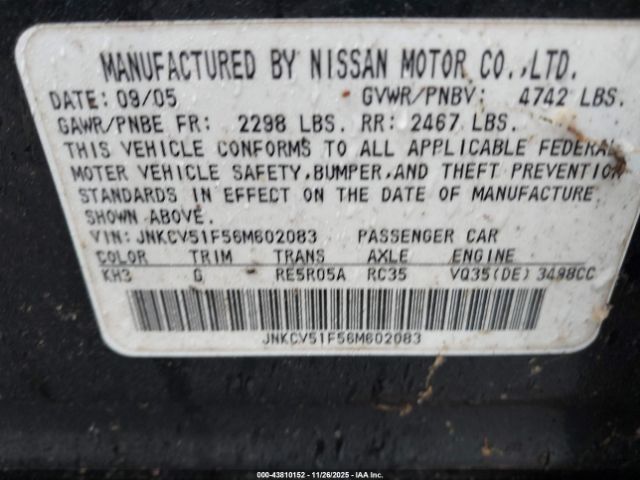 MANUFACTURED BY NISSAN MOTOR CO.,LTD.
DATE: 09/05 GVWR/PNBV: 4742 LBS.
GAWR/PNBE FR: 2298 LBS. RR: 2467 LBS.
THIS VEHICLE CONFORMS TO ALL APPLICABLE FEDERAL
MOTOR VEHICLE SAFETY,BUMPER,AND THEFT PREVENTION
STANDARDS IN EFFECT ON THE DATE OF MANUFACTURE
SHOWN ABOVE.
VIN: JNKCV51F56M602083 PASSENGER CAR
COLOR TRIM TRANS AXLE ENGINE
KH3 G RE5R05A RC35 VQ35(DE) 3498CC
JNKCV51F56M602083
000-43810152 | 11/26/2025 | IAAI, Inc.